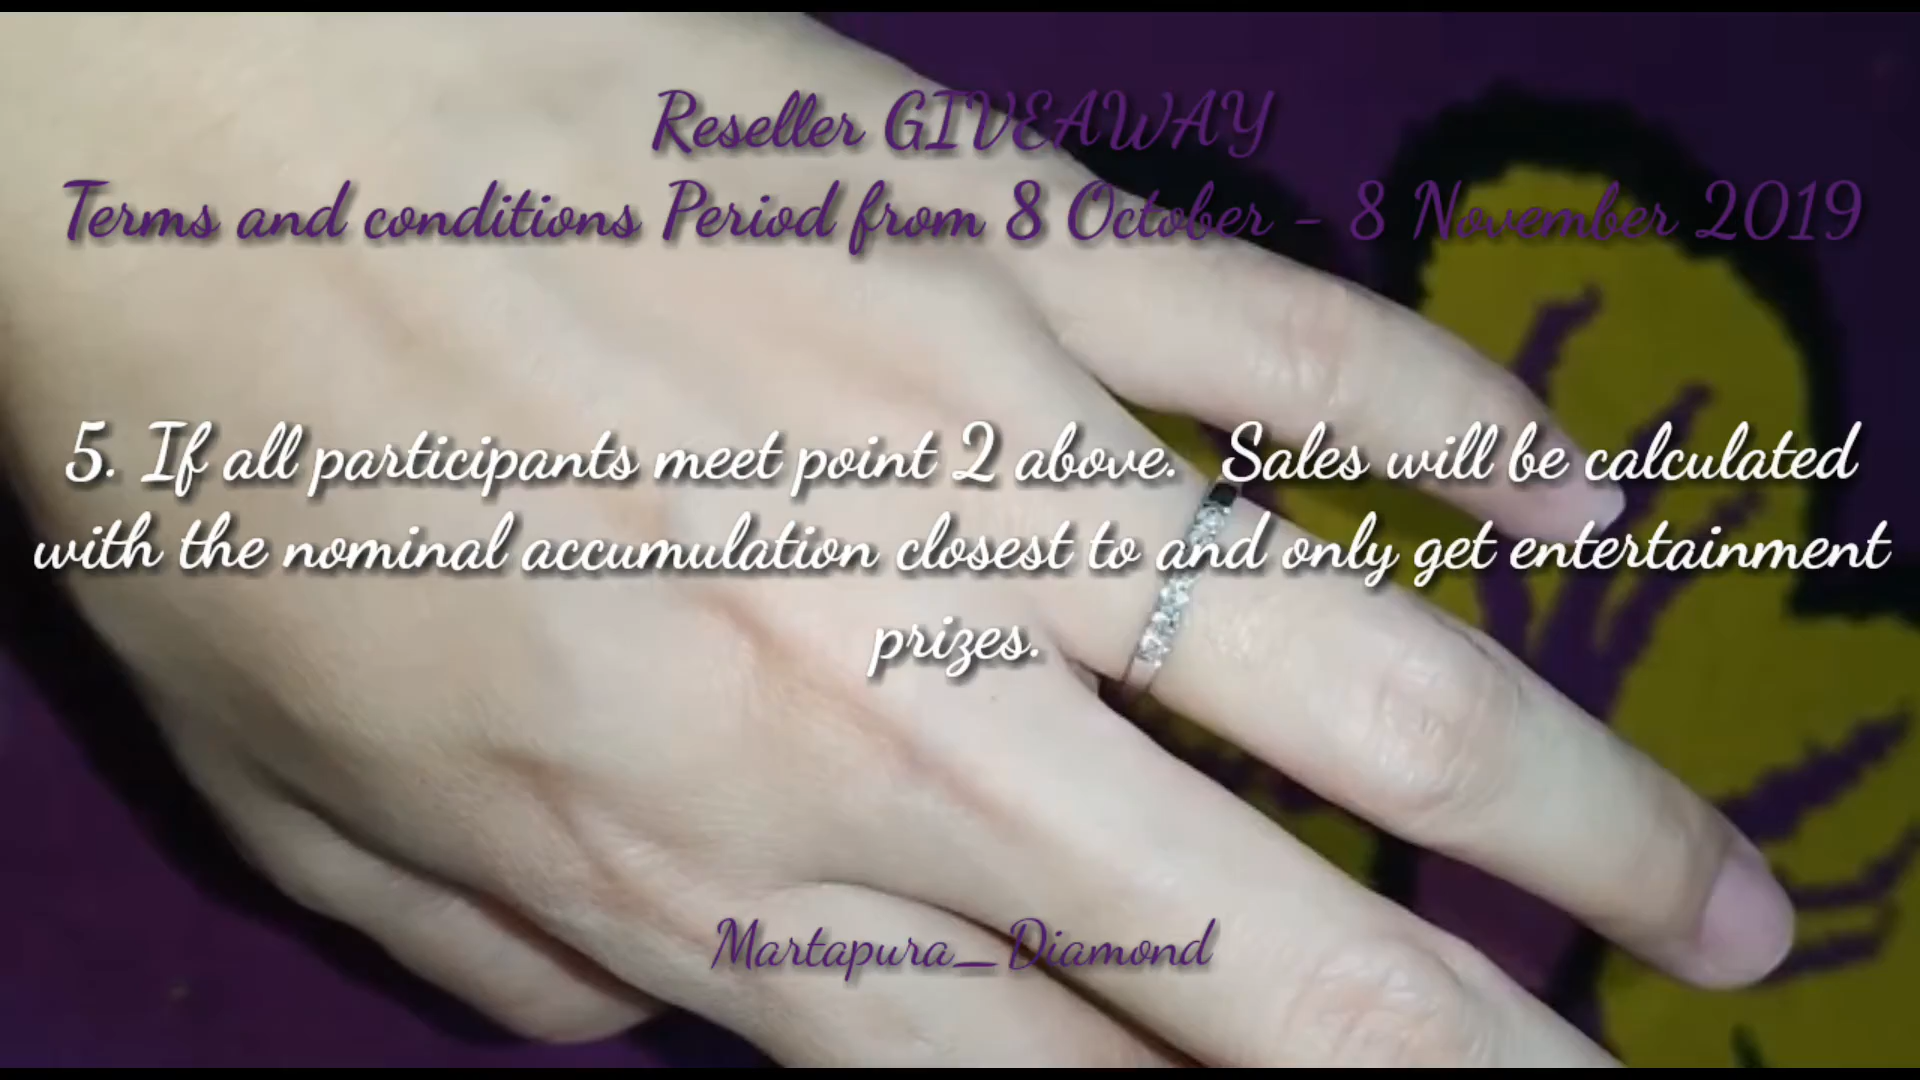 Reseller GIVEAWAY
Terms and conditions Period from 8 October - 8 November 2019
5. If all participants meet point 2 above.  Sales will be calculated
with the nominal accumulation closest to and only get entertainment
prizes.
Martapura_Diamond